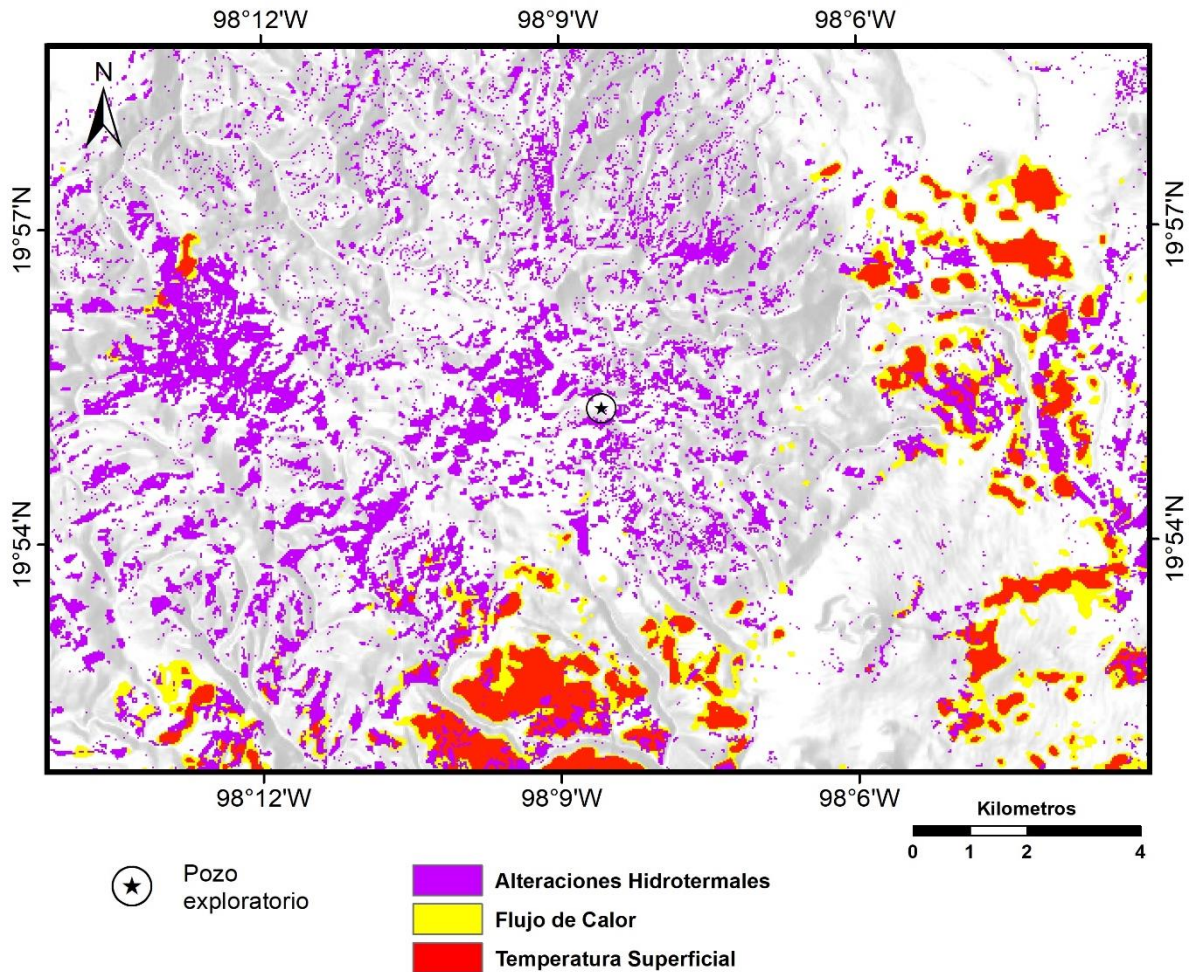 98°12'W 98°9'W 98°6'W
N
19°57'N 19°57'N
19°54'N 19°54'N
98°12'W 98°9'W 98°6'W
Kilometros
0 1 2 4
Pozo
exploratorio
Alteraciones Hidrotermales
Flujo de Calor
Temperatura Superficial